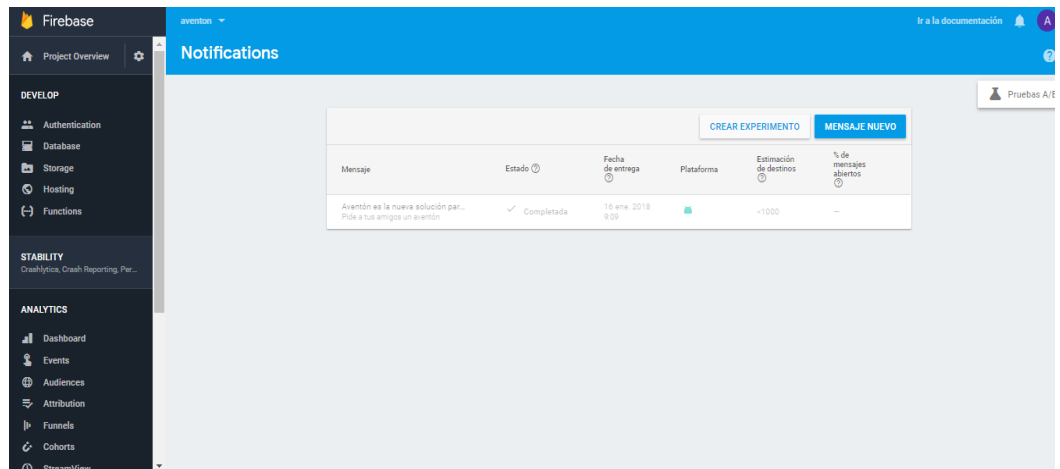 Firebase
aventon
Ir a la documentación
A
Project Overview
Notifications
DEVELOP
Authentication
Database
Storage
Hosting
Functions
STABILITY
Crashlytics, Crash Reporting, Per...
ANALYTICS
Dashboard
Events
Audiences
Attribution
Funnels
Cohorts
StreamView
Pruebas A/B
CREAR EXPERIMENTO
MENSAJE NUEVO
Mensaje
Estado
Fecha
de entrega
Plataforma
Estimación
de destinos
% de
mensajes
abiertos
Aventón es la nueva solución par...
Pide a tus amigos un aventón
Completada
16 ene. 2018
9:09
<1000
—